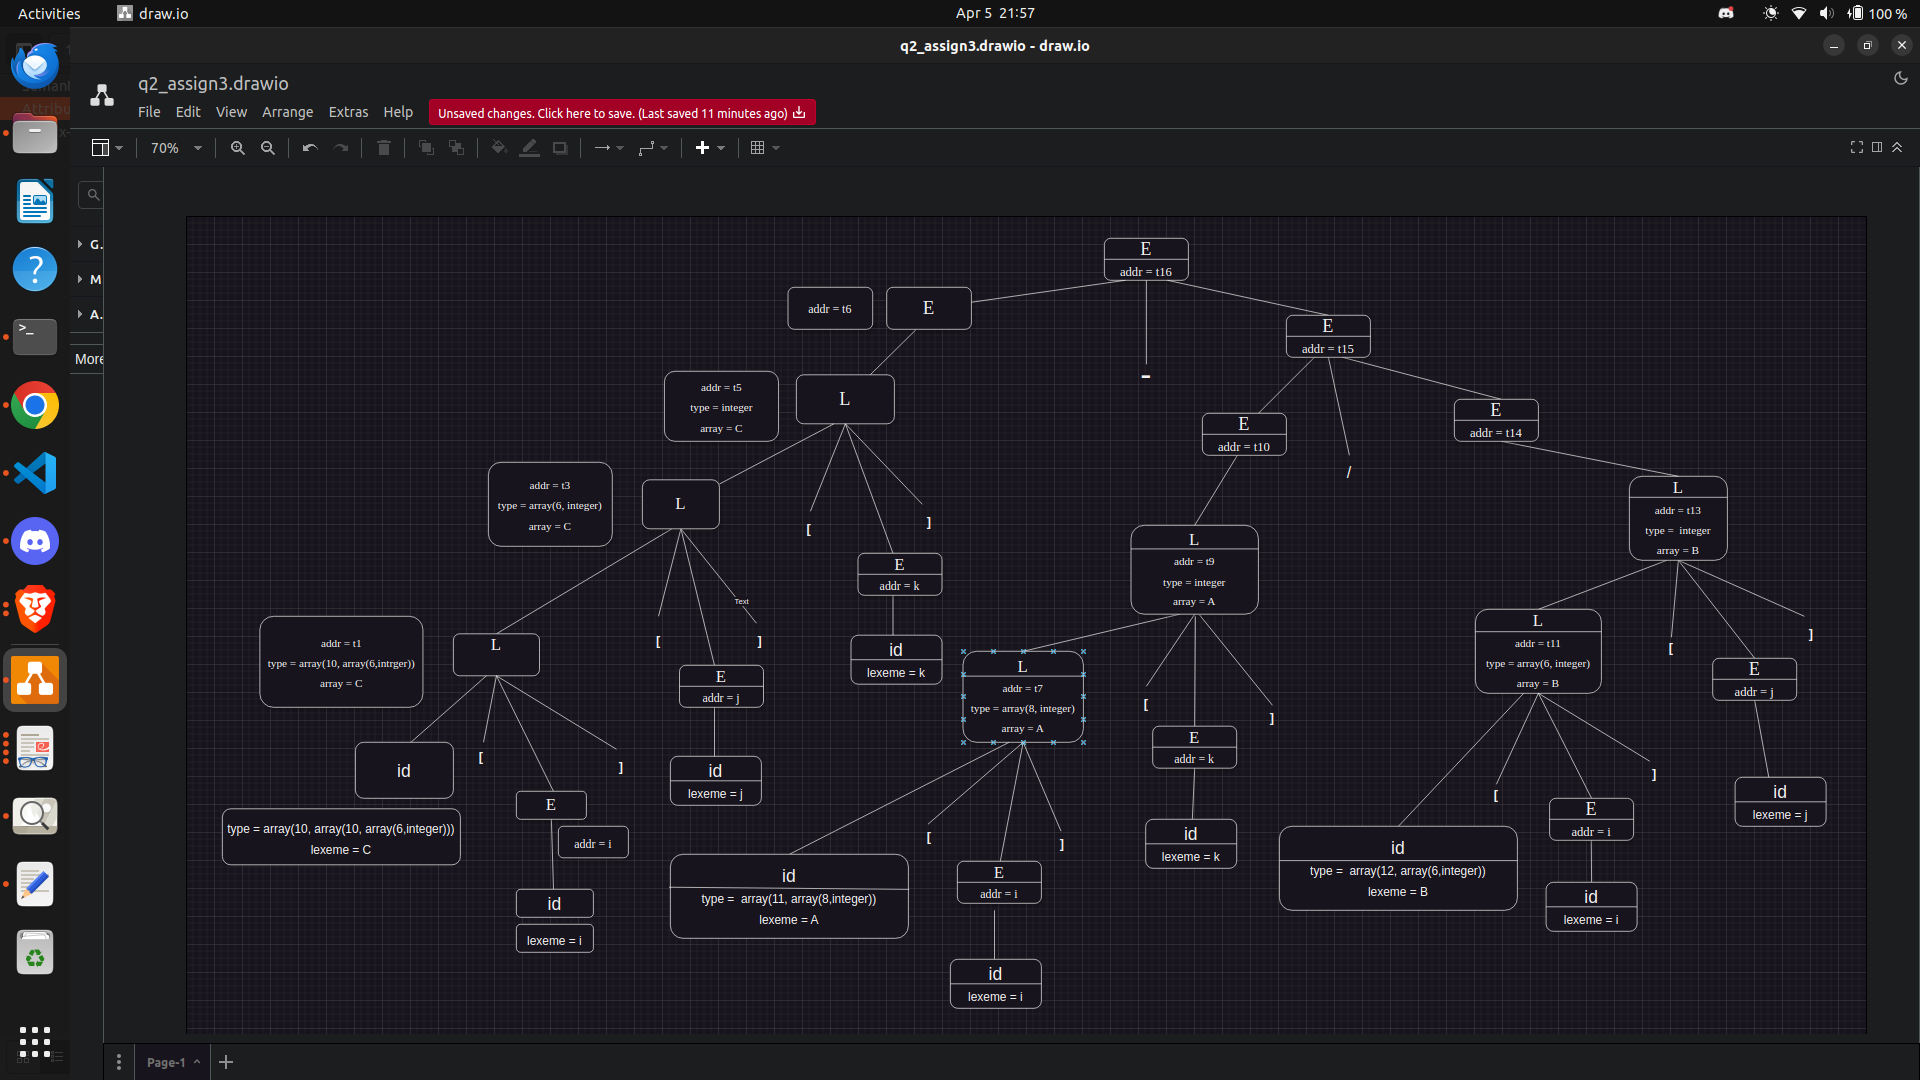 Activities
draw.io
Apr 5 21:57
100 %
q2_assign3.drawio - draw.io
q2_assign3.drawio
File Edit View Arrange Extras Help
Unsaved changes. Click here to save. (Last saved 11 minutes ago)
70%
G.
M
A.
More
E
addr = t16
addr = t6
E
E
addr = t15
-
addr = t5
type = integer
array = C
L
E
addr = t10
/
E
addr = t14
addr = t3
type = array(6, integer)
array = C
L
[
]
L
addr = t13
type = integer
array = B
E
addr = k
L
addr = t9
type = integer
array = A
Text
addr = t1
type = array(10, array(6,intrger))
array = C
L
[
]
id
lexeme = k
L
addr = t11
type = array(6, integer)
array = B
[
]
E
addr = j
L
addr = t7
type = array(8, integer)
array = A
[
]
E
addr = j
id
[
]
id
lexeme = j
E
addr = k
id
lexeme = j
type = array(10, array(10, array(6,integer)))
lexeme = C
E
addr = i
[
]
id
lexeme = k
[
]
E
addr = i
id
type = array(12, array(6,integer))
lexeme = B
id
type = array(11, array(8,integer))
lexeme = A
E
addr = i
id
lexeme = i
id
lexeme = i
id
lexeme = i
Page-1